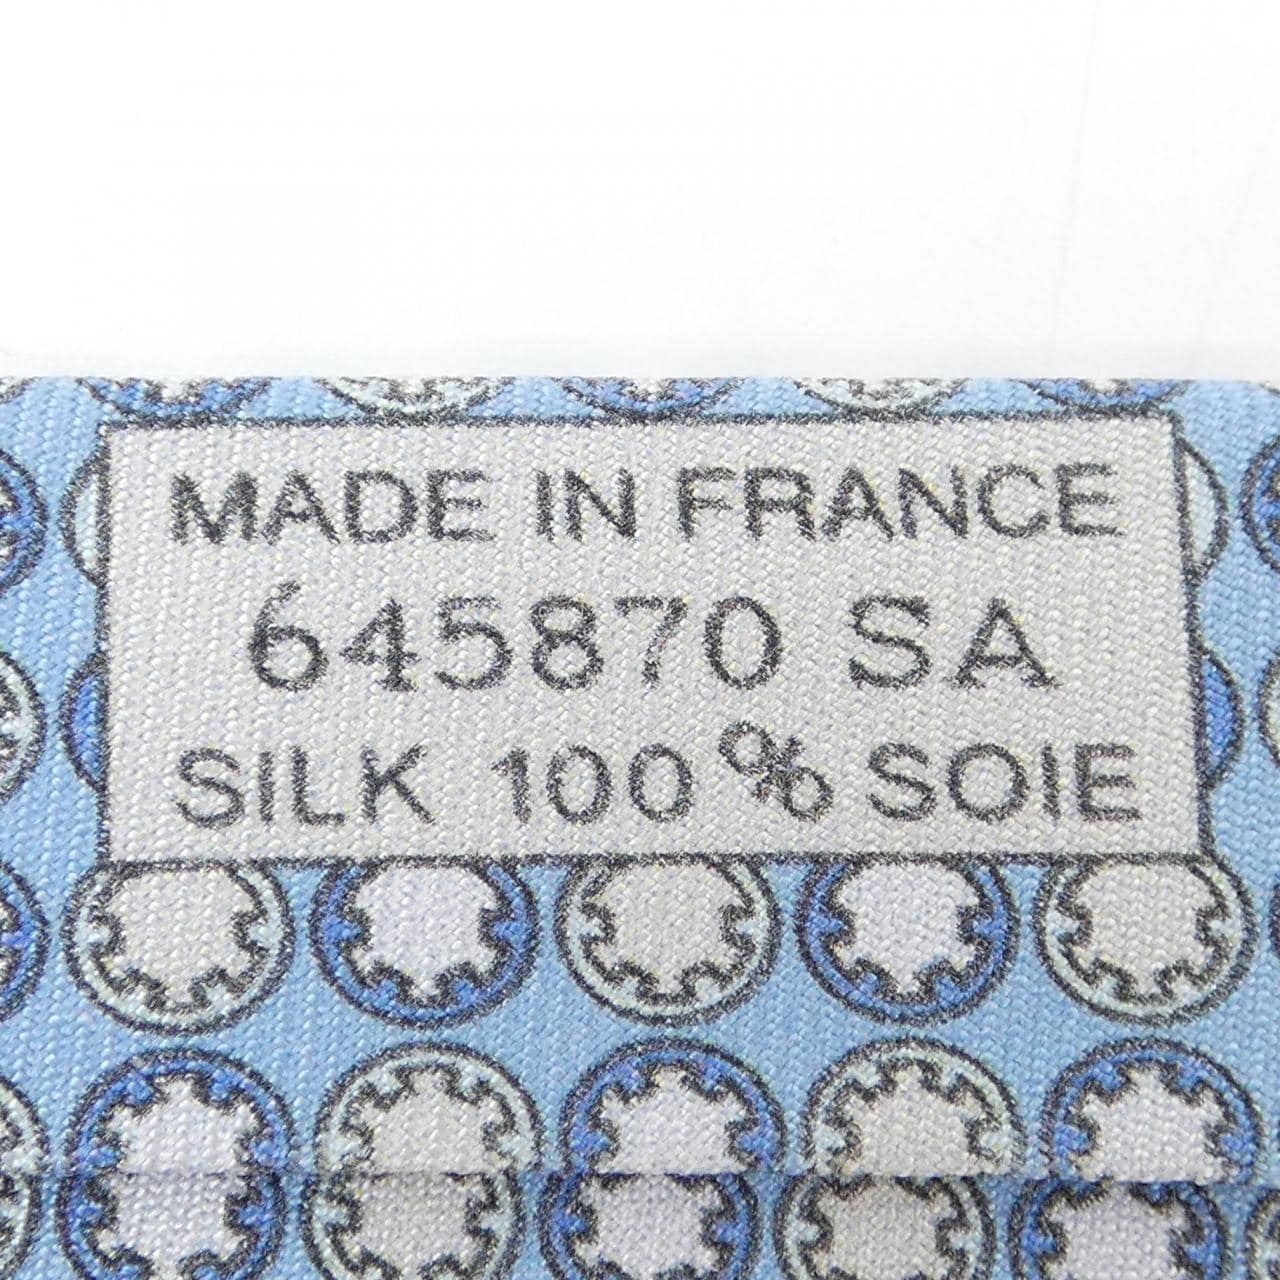 MADE IN FRANCE
645870 SA
SILK 100 % SOIE